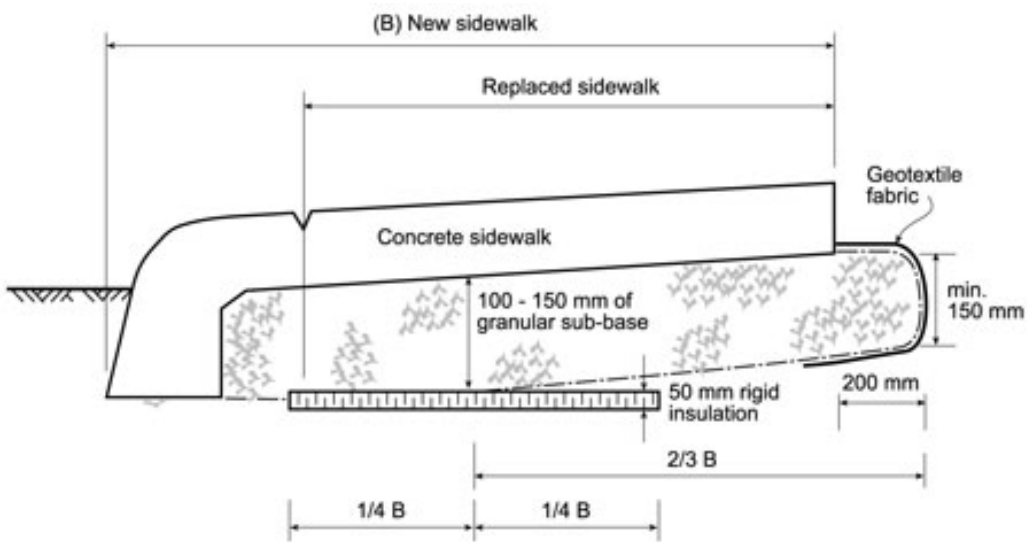 (B) New sidewalk
Replaced sidewalk
Geotextile
fabric
Concrete sidewalk
100 - 150 mm of
granular sub-base
min.
150 mm
50 mm rigid
insulation
200 mm
2/3 B
1/4 B
1/4 B